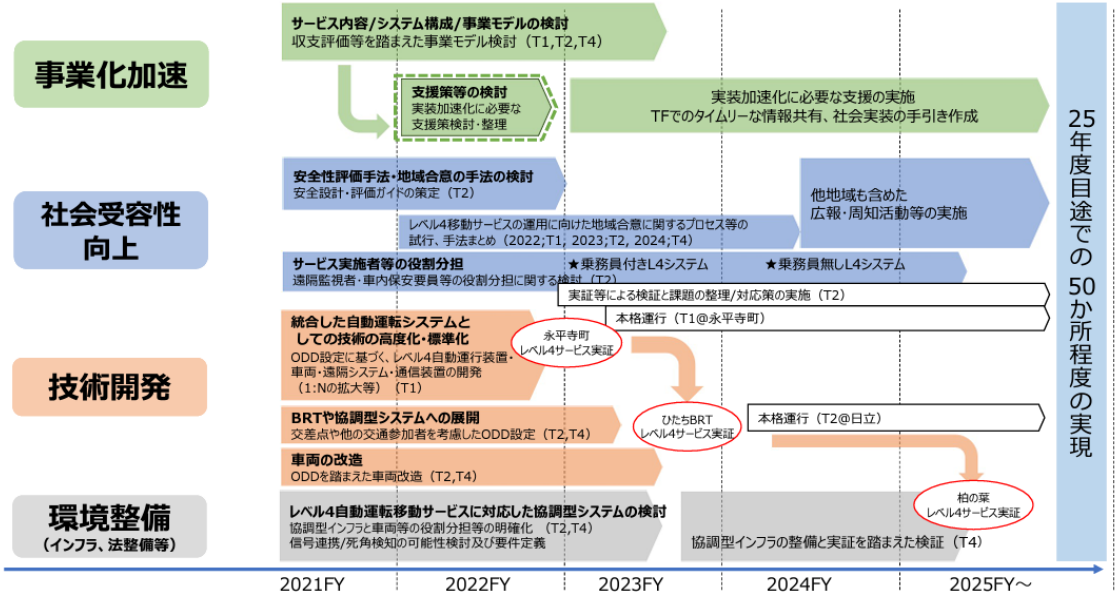 事業化加速
サービス内容/システム構成/事業モデルの検討
収支評価等を踏まえた事業モデル検討（T1,T2,T4）
支援策等の検討
実装加速化に必要な
支援策検討・整理
実装加速化に必要な支援の実施
TFでのタイムリーな情報共有、社会実装の手引き作成
社会受容性
向上
安全性評価手法・地域合意の手法の検討
安全設計・評価ガイドの策定（T2）
レベル4移動サービスの運用に向けた地域合意に関するプロセス等の
試行、手法まとめ（2022;T1, 2023;T2, 2024;T4）
他地域も含めた
広報・周知活動等の実施
サービス実施者等の役割分担
遠隔監視者・車内保安要員等の役割分担に関する検討（T2）
★乗務員付きL4システム
★乗務員無しL4システム
実証等による検証と課題の整理/対応策の実施（T2）
本格運行（T1@永平寺町）
技術開発
統合した自動運転システムと
しての技術の高度化・標準化
ODD設定に基づく、レベル4自動運行装置・
車両・遠隔システム・通信装置の開発
（1:Nの拡大等）（T1）
永平寺町
レベル4サービス実証
BRTや協調型システムへの展開
交差点や他の交通参加者を考慮したODD設定（T2,T4）
ひたちBRT
レベル4サービス実証
本格運行（T2@日立）
車両の改造
ODDを踏まえた車両改造（T2,T4）
柏の葉
レベル4サービス実証
環境整備
（インフラ、法整備等）
レベル4自動運転移動サービスに対応した協調型システムの検討
協調型インフラと車両等の役割分担等の明確化 （T2,T4）
信号連携/死角検知の可能性検討及び要件定義
協調型インフラの整備と実証を踏まえた検証（T4）
25年度目途での 50か所程度の実現
2021FY
2022FY
2023FY
2024FY
2025FY～